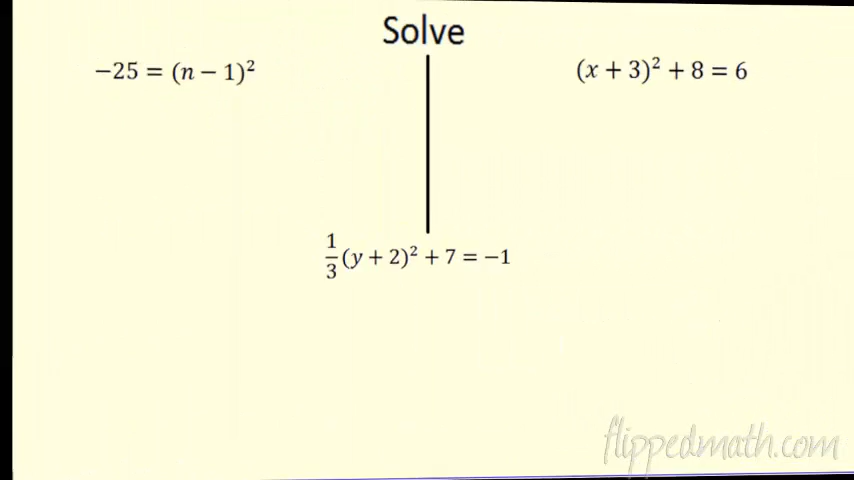 Solve
−25 = (n − 1)²
(x + 3)² + 8 = 6
1/3(y + 2)² + 7 = −1
flippedmath.com